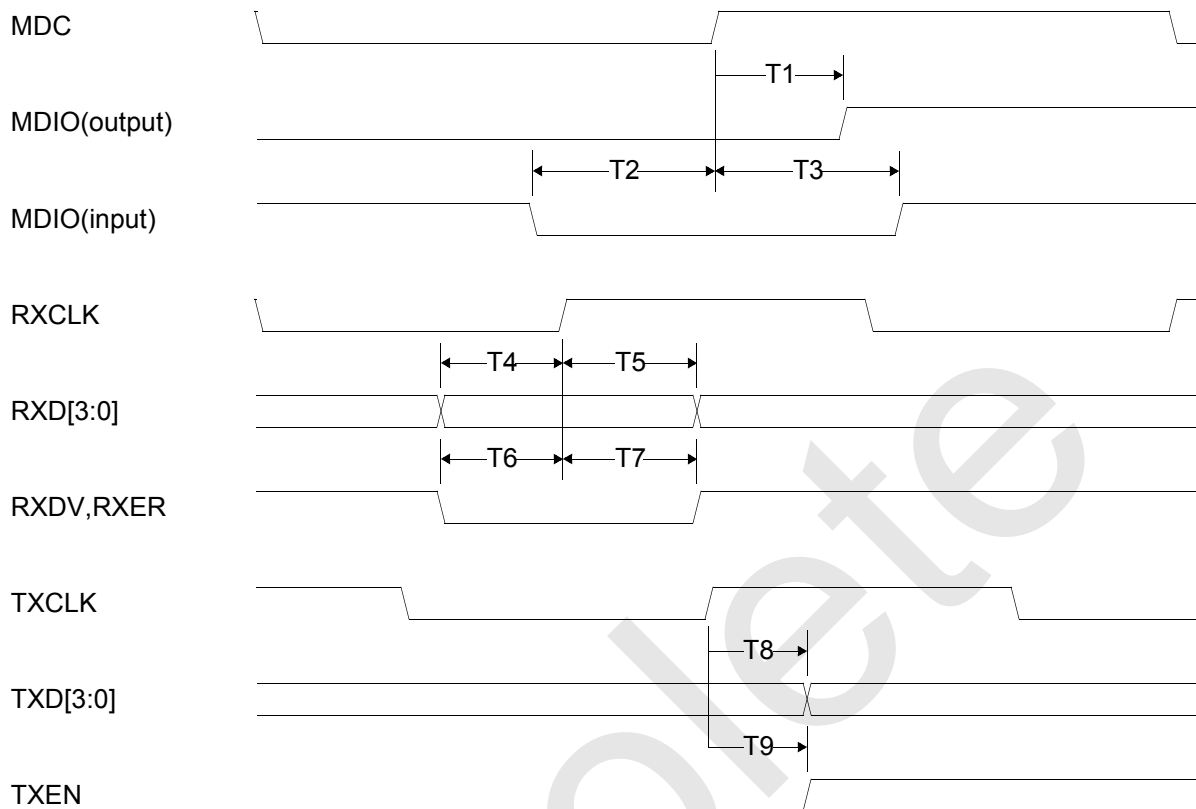 MDC
T1
MDIO(output)
T2 T3
MDIO(input)
RXCLK
T4 T5
RXD[3:0]
T6 T7
RXDV,RXER
TXCLK
T8
TXD[3:0]
T9
TXEN
olete